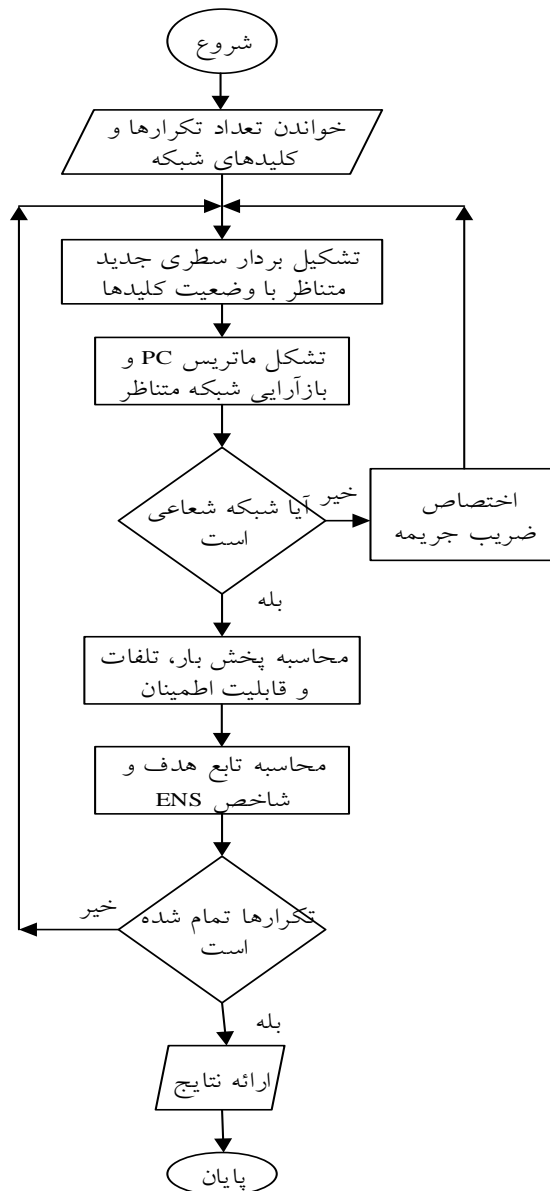 شروع
خواندن تعداد تکرارها و
کلیدهای شبکه
تشکیل بردار سطری جدید
متناظر با وضعیت کلیدها
تشکل ماتریس PC و
بازآرایی شبکه متناظر
آیا شبکه شعاعی
است
خیر
اختصاص
ضریب جریمه
بله
محاسبه پخش بار، تلفات
و قابلیت اطمینان
محاسبه تابع هدف و
شاخص ENS
تکرارها تمام شده
است
خیر
بله
ارائه نتایج
پایان